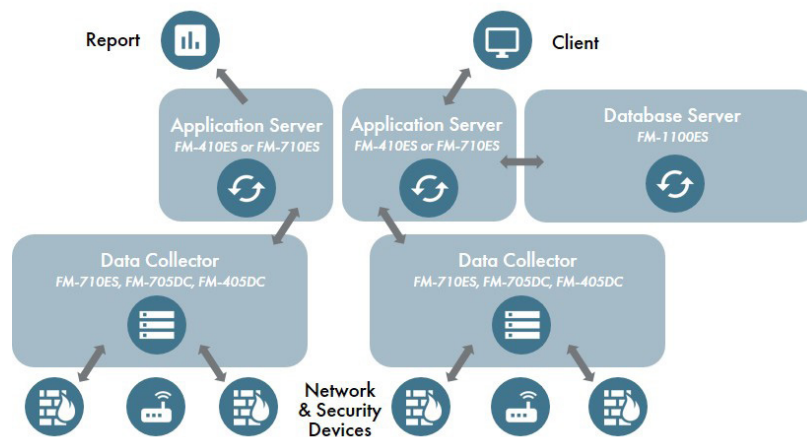 Report
Client
Application Server
FM-410ES or FM-710ES
Application Server
FM-410ES or FM-710ES
Database Server
FM-1100ES
Data Collector
FM-710ES, FM-705DC, FM-405DC
Data Collector
FM-710ES, FM-705DC, FM-405DC
Network
& Security
Devices